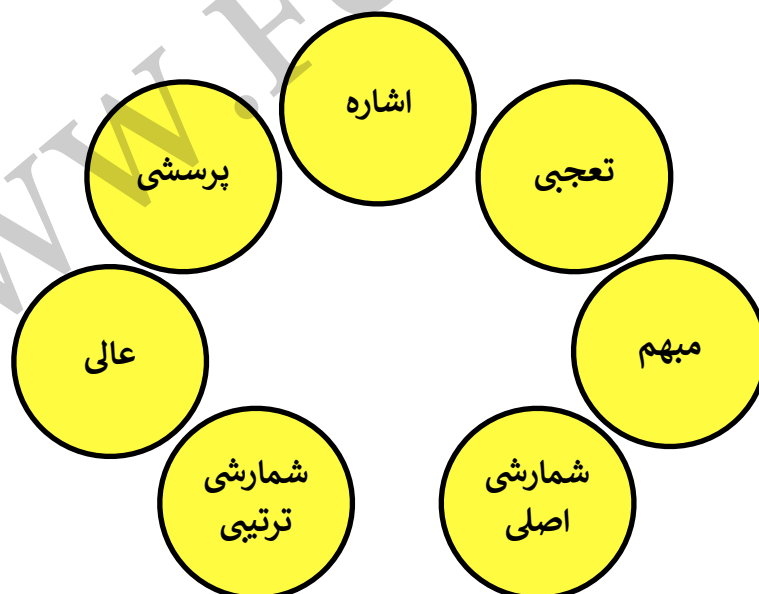 اشاره
تعجبی
پرسشی
مبهم
عالی
شمارشی
اصلی
شمارشی
ترتیبی